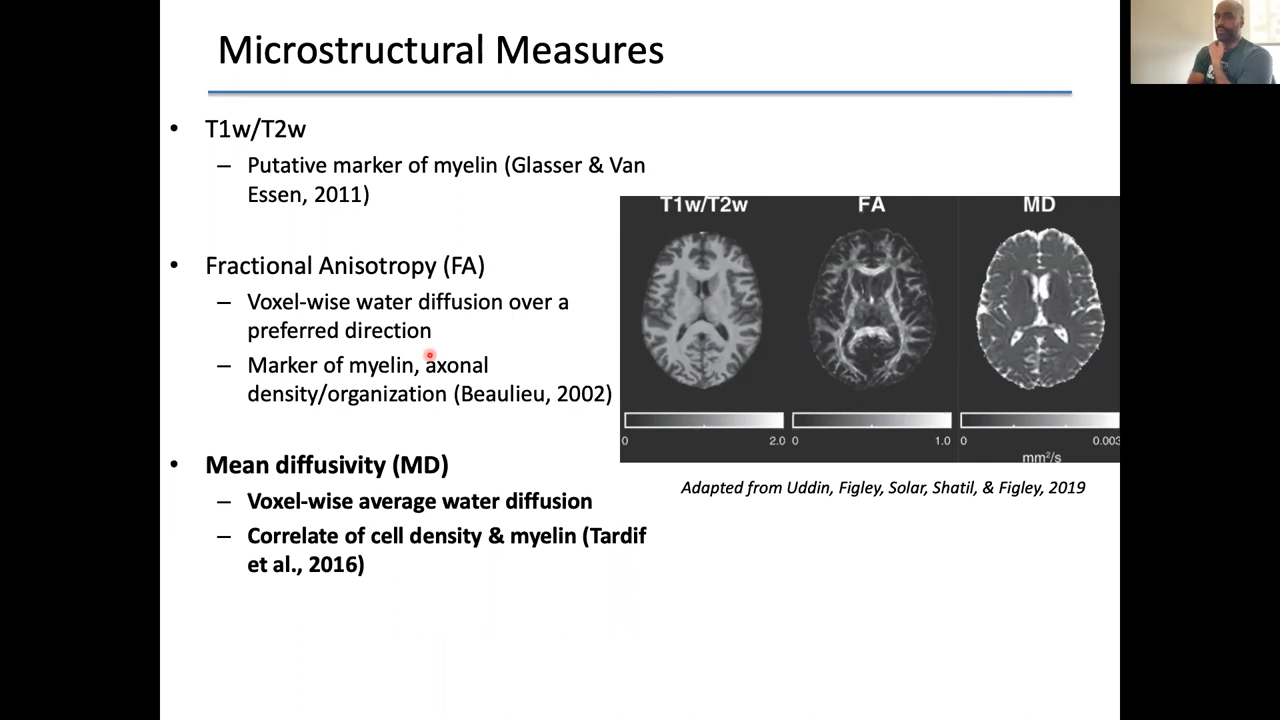 Microstructural Measures
• T1w/T2w
– Putative marker of myelin (Glasser & Van
Essen, 2011)
• Fractional Anisotropy (FA)
– Voxel-wise water diffusion over a
preferred direction
– Marker of myelin, axonal
density/organization (Beaulieu, 2002)
• Mean diffusivity (MD)
– Voxel-wise average water diffusion
– Correlate of cell density & myelin (Tardif
et al., 2016)
T1w/T2w FA MD
0 2.0 0 1.0 0 0.003
mm²/s
Adapted from Uddin, Figley, Solar, Shatil, & Figley, 2019